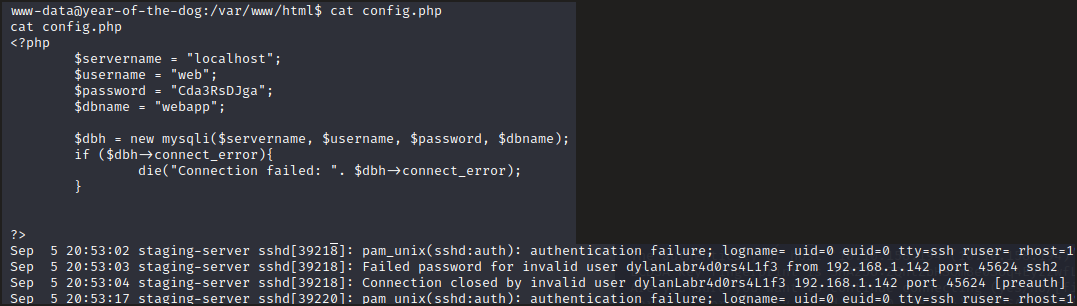 www-data@year-of-the-dog:/var/www/html$ cat config.php
cat config.php
<?php
$servername = "localhost";
$username = "web";
$password = "Cda3RsDJga";
$dbname = "webapp";
$dbh = new mysqli($servername, $username, $password, $dbname);
if ($dbh→connect_error){
die("Connection failed: ". $dbh→connect_error);
}
?>
Sep 5 20:53:02 staging-server sshd[39218]: pam_unix(sshd:auth): authentication failure; logname= uid=0 euid=0 tty=ssh ruser= rhost=1
Sep 5 20:53:03 staging-server sshd[39218]: Failed password for invalid user dylanLabr4d0rs4L1f3 from 192.168.1.142 port 45624 ssh2
Sep 5 20:53:04 staging-server sshd[39218]: Connection closed by invalid user dylanLabr4d0rs4L1f3 192.168.1.142 port 45624 [preauth]
Sep 5 20:53:17 staging-server sshd[39220]: pam_unix(sshd:auth): authentication failure; logname= uid=0 euid=0 tty=ssh ruser= rhost=1